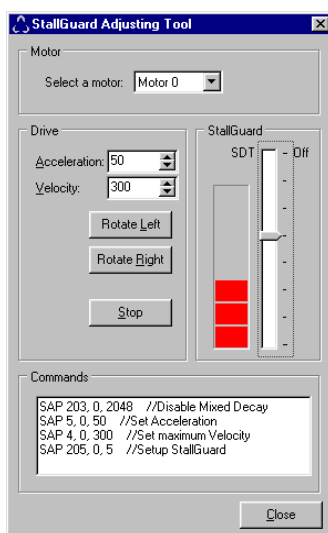 StallGuard Adjusting Tool
Motor
Select a motor: Motor 0
Drive
Acceleration: 50
Velocity: 300
Rotate Left
Rotate Right
Stop
StallGuard
SDT
Off
Commands
SAP 203, 0, 2048 //Disable Mixed Decay
SAP 5, 0, 50 //Set Acceleration
SAP 4, 0, 300 //Set maximum Velocity
SAP 205, 0, 5 //Setup StallGuard
Close